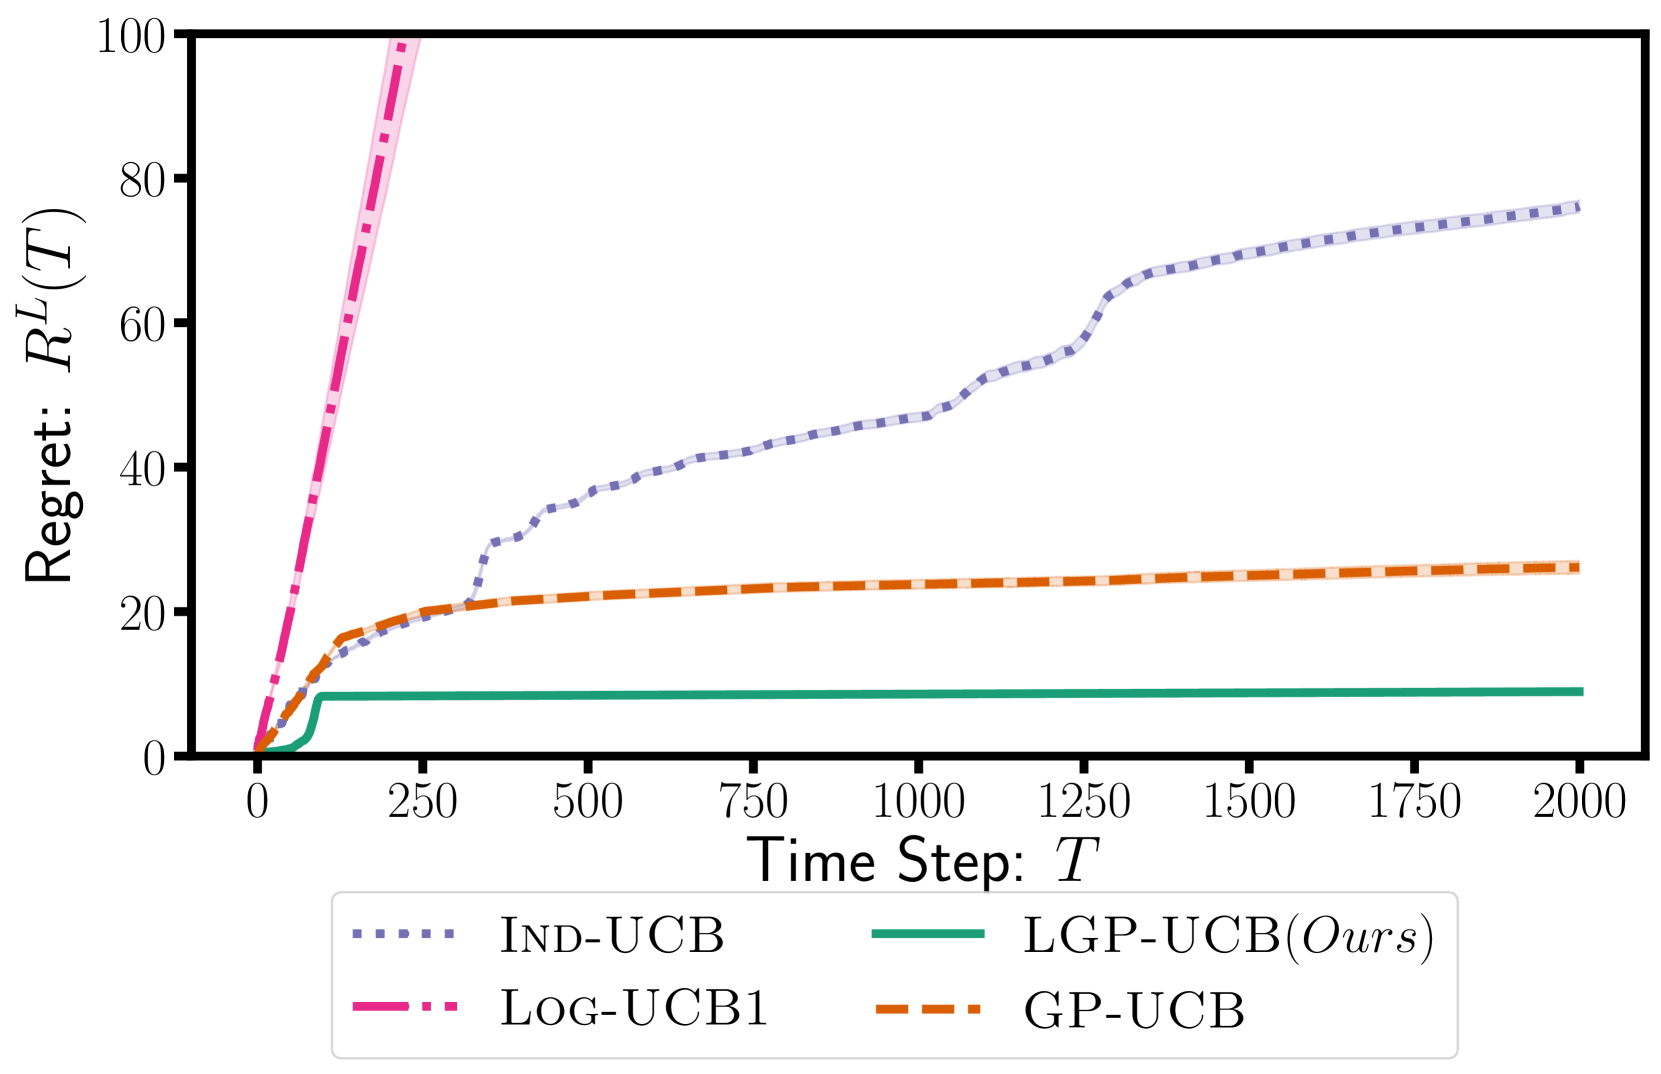 100
80
60
40
20
0
Regret: R^L(T)
0 250 500 750 1000 1250 1500 1750 2000
Time Step: T
IND-UCB LGP-UCB(Ours)
LOG-UCB1 GP-UCB